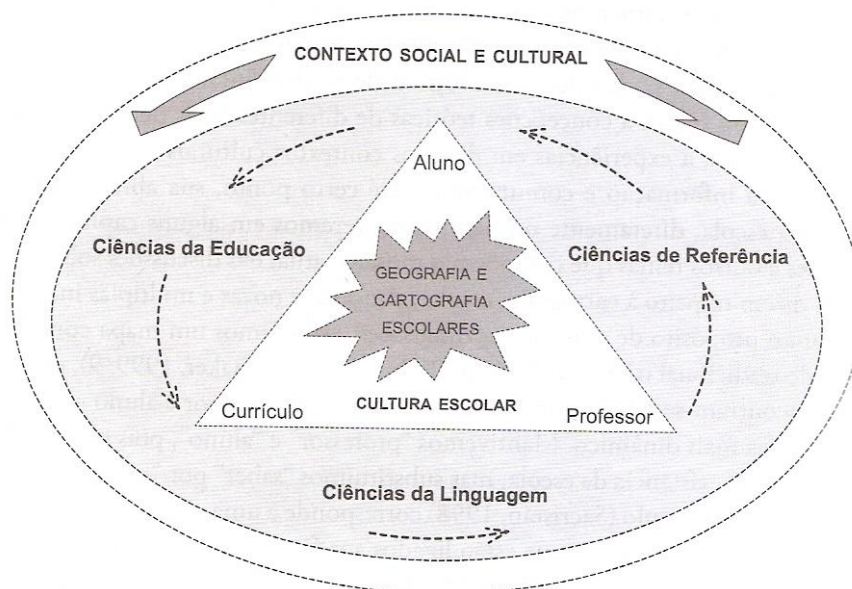 CONTEXTO SOCIAL E CULTURAL
Aluno
Ciências da Educação
Ciências de Referência
GEOGRAFIA E
CARTOGRAFIA
ESCOLARES
Currículo
CULTURA ESCOLAR
Professor
Ciências da Linguagem